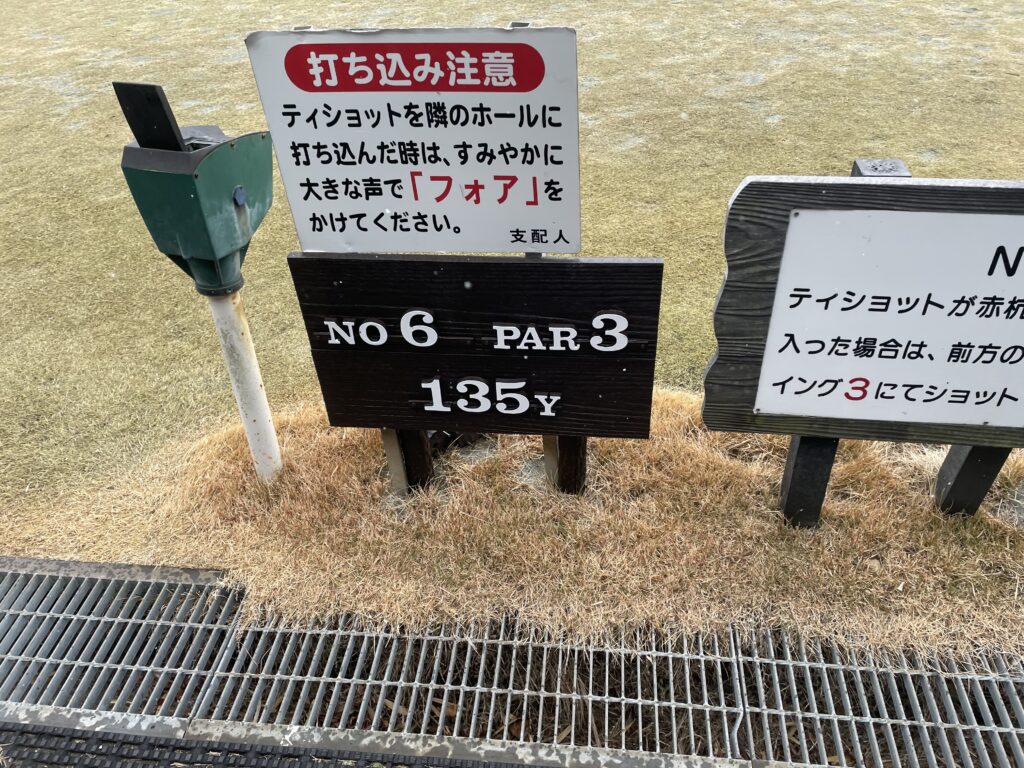 打ち込み注意
ティショットを隣のホールに
打ち込んだ時は、すみやかに
大きな声で「フォア」を
かけてください。
支配人
NO 6 PAR 3
135Y
N
ティショットが赤杭
入った場合は、前方の
イング3にてショット